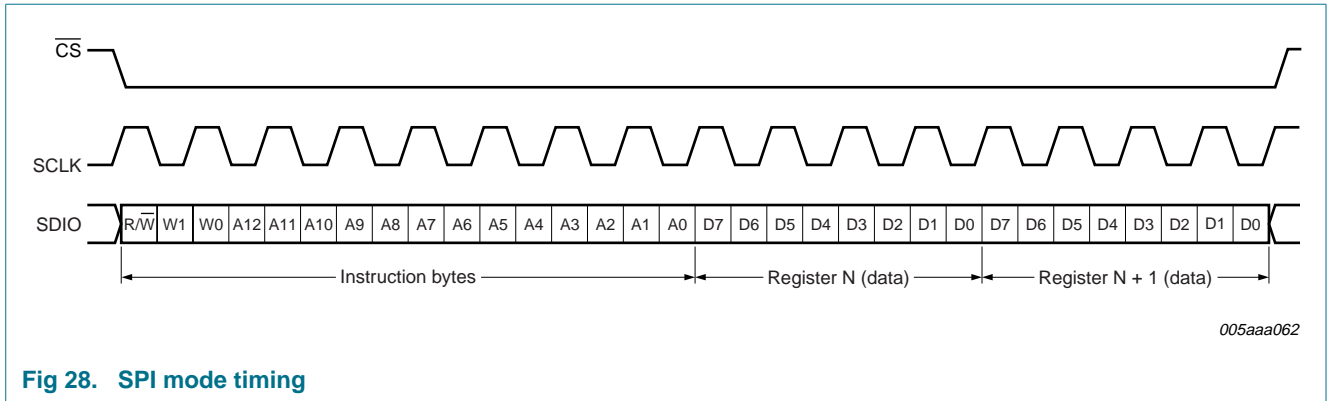 CS
SCLK
SDIO R/W W1 W0 A12 A11 A10 A9 A8 A7 A6 A5 A4 A3 A2 A1 A0 D7 D6 D5 D4 D3 D2 D1 D0 D7 D6 D5 D4 D3 D2 D1 D0
Instruction bytes Register N (data) Register N + 1 (data)
005aaa062
Fig 28. SPI mode timing